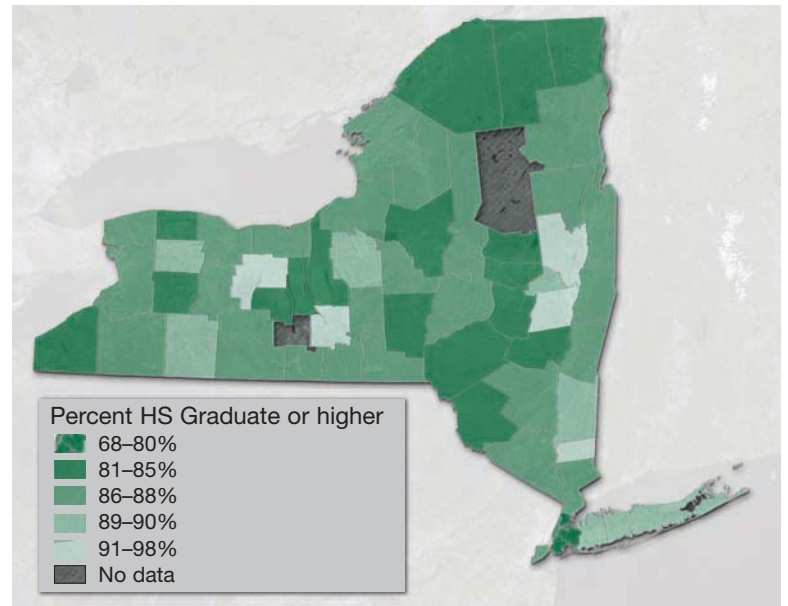 Percent HS Graduate or higher
68–80%
81–85%
86–88%
89–90%
91–98%
No data